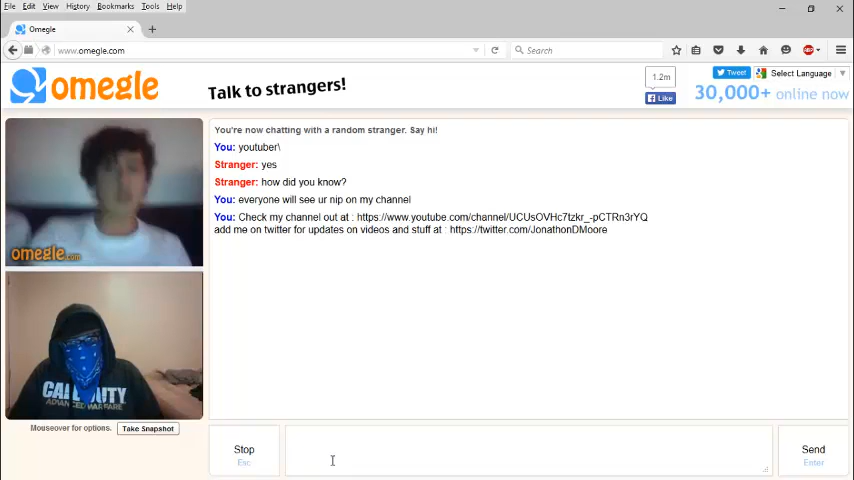 File Edit View History Bookmarks Tools Help
Omegle
www.omegle.com
Search
ABP
omegle
Talk to strangers!
1.2m
Like
Tweet
Select Language
30,000+ online now
You're now chatting with a random stranger. Say hi!
You: youtuber\
Stranger: yes
Stranger: how did you know?
You: everyone will see ur nip on my channel
You: Check my channel out at : https://www.youtube.com/channel/UCUsOVHc7tzkr_-pCTRn3rYQ
add me on twitter for updates on videos and stuff at : https://twitter.com/JonathonDMoore
omegle.com
CALL OF DUTY
ADVANCED WARFARE
Mouseover for options.
Take Snapshot
Stop
Esc
Send
Enter